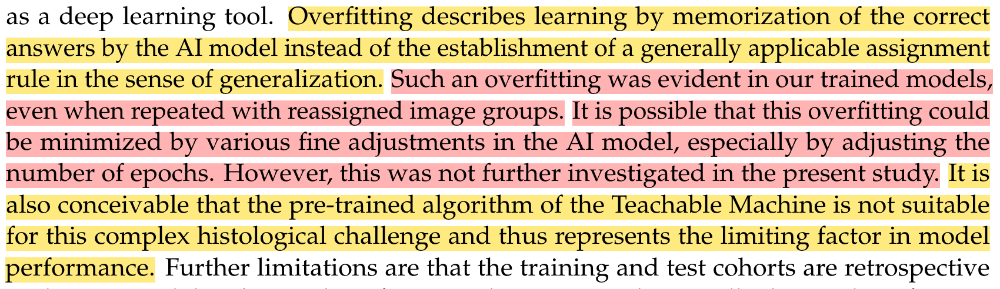 as a deep learning tool. Overfitting describes learning by memorization of the correct
answers by the AI model instead of the establishment of a generally applicable assignment
rule in the sense of generalization. Such an overfitting was evident in our trained models,
even when repeated with reassigned image groups. It is possible that this overfitting could
be minimized by various fine adjustments in the AI model, especially by adjusting the
number of epochs. However, this was not further investigated in the present study. It is
also conceivable that the pre-trained algorithm of the Teachable Machine is not suitable
for this complex histological challenge and thus represents the limiting factor in model
performance. Further limitations are that the training and test cohorts are retrospective